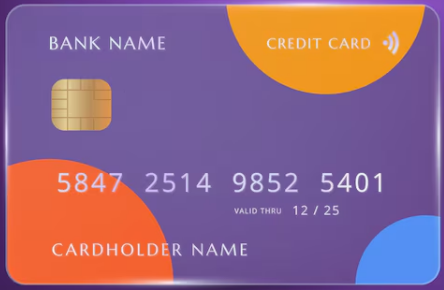 BANK NAME
CREDIT CARD
5847 2514 9852 5401
VALID THRU 12 / 25
CARDHOLDER NAME